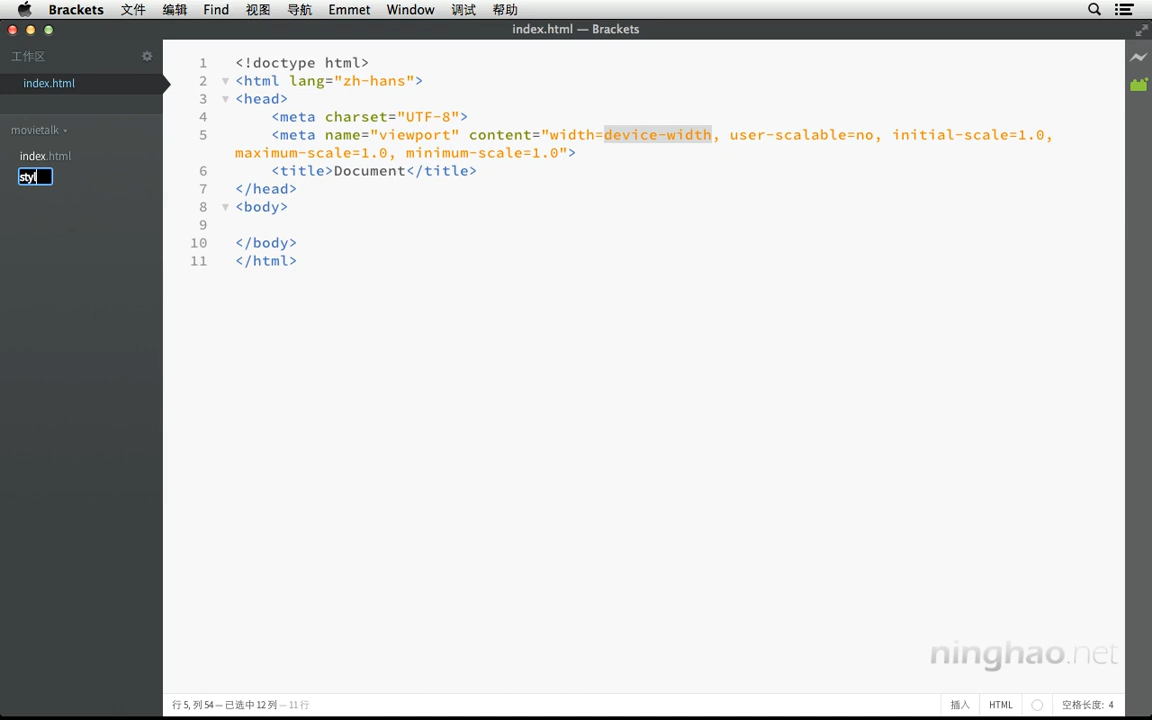 Brackets 文件 编辑 Find 视图 导航 Emmet Window 调试 帮助
index.html — Brackets
工作区
index.html
movietalk
index.html
styl
1 <!doctype html>
2 <html lang="zh-hans">
3 <head>
4 <meta charset="UTF-8">
5 <meta name="viewport" content="width=device-width, user-scalable=no, initial-scale=1.0,
maximum-scale=1.0, minimum-scale=1.0">
6 <title>Document</title>
7 </head>
8 <body>
9
10 </body>
11 </html>
ninghao.net
行 5, 列 54 — 已选中 12 列 — 11 行 插入 HTML 空格长度: 4